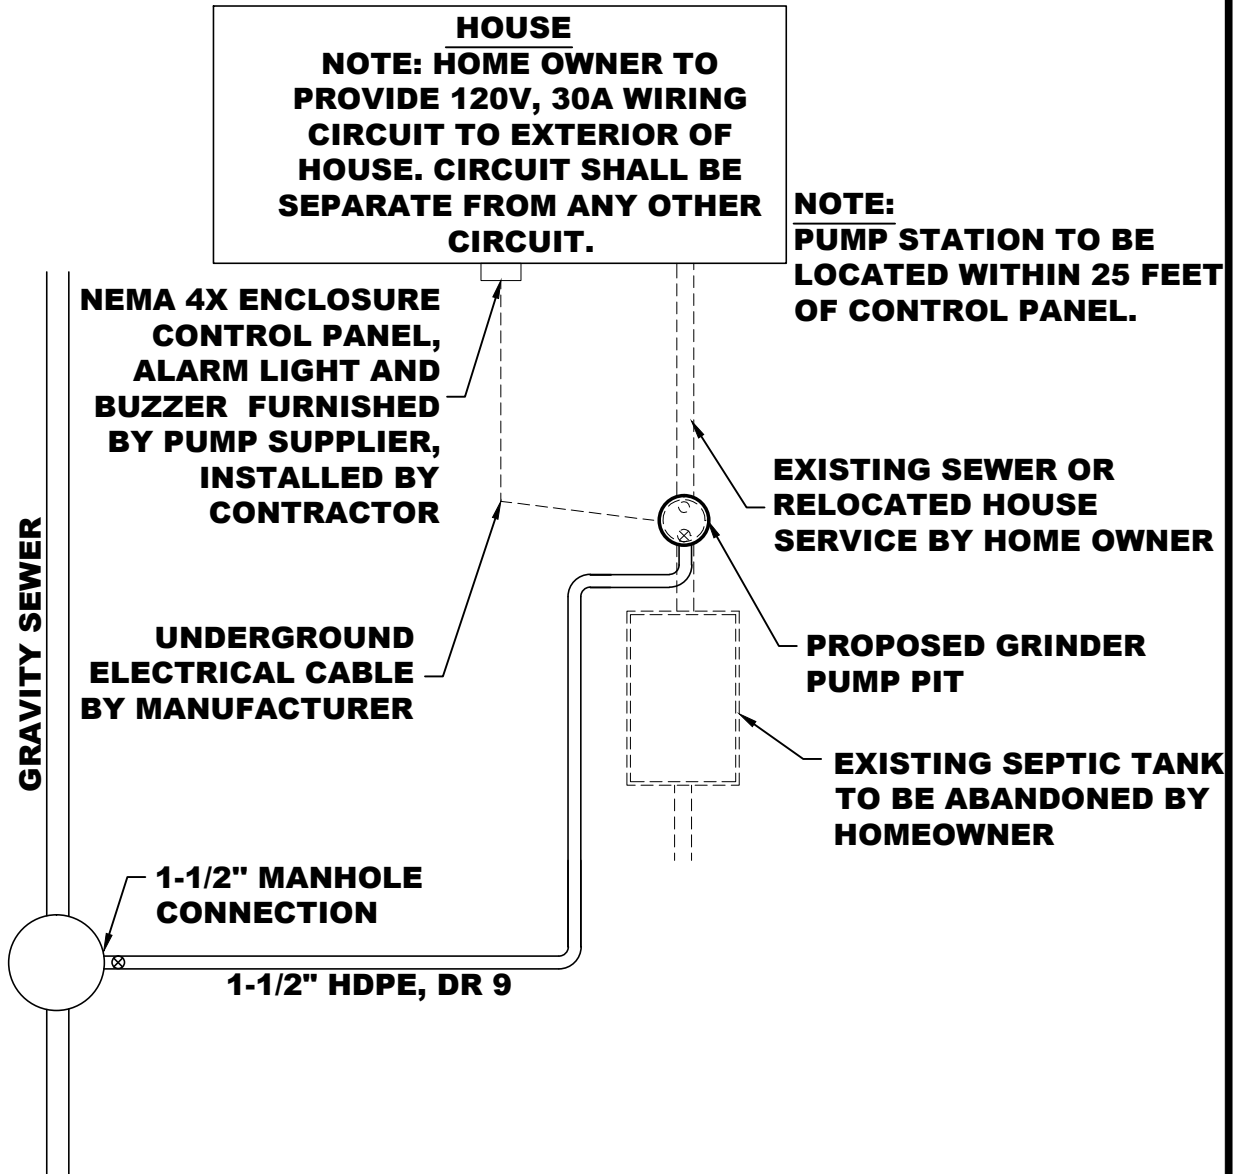 HOUSE
NOTE: HOME OWNER TO
PROVIDE 120V, 30A WIRING
CIRCUIT TO EXTERIOR OF
HOUSE. CIRCUIT SHALL BE
SEPARATE FROM ANY OTHER
CIRCUIT.
NOTE:
PUMP STATION TO BE
LOCATED WITHIN 25 FEET
OF CONTROL PANEL.
NEMA 4X ENCLOSURE
CONTROL PANEL,
ALARM LIGHT AND
BUZZER FURNISHED
BY PUMP SUPPLIER,
INSTALLED BY
CONTRACTOR
EXISTING SEWER OR
RELOCATED HOUSE
SERVICE BY HOME OWNER
GRAVITY SEWER
UNDERGROUND
ELECTRICAL CABLE
BY MANUFACTURER
PROPOSED GRINDER
PUMP PIT
EXISTING SEPTIC TANK
TO BE ABANDONED BY
HOMEOWNER
1-1/2" MANHOLE
CONNECTION
1-1/2" HDPE, DR 9